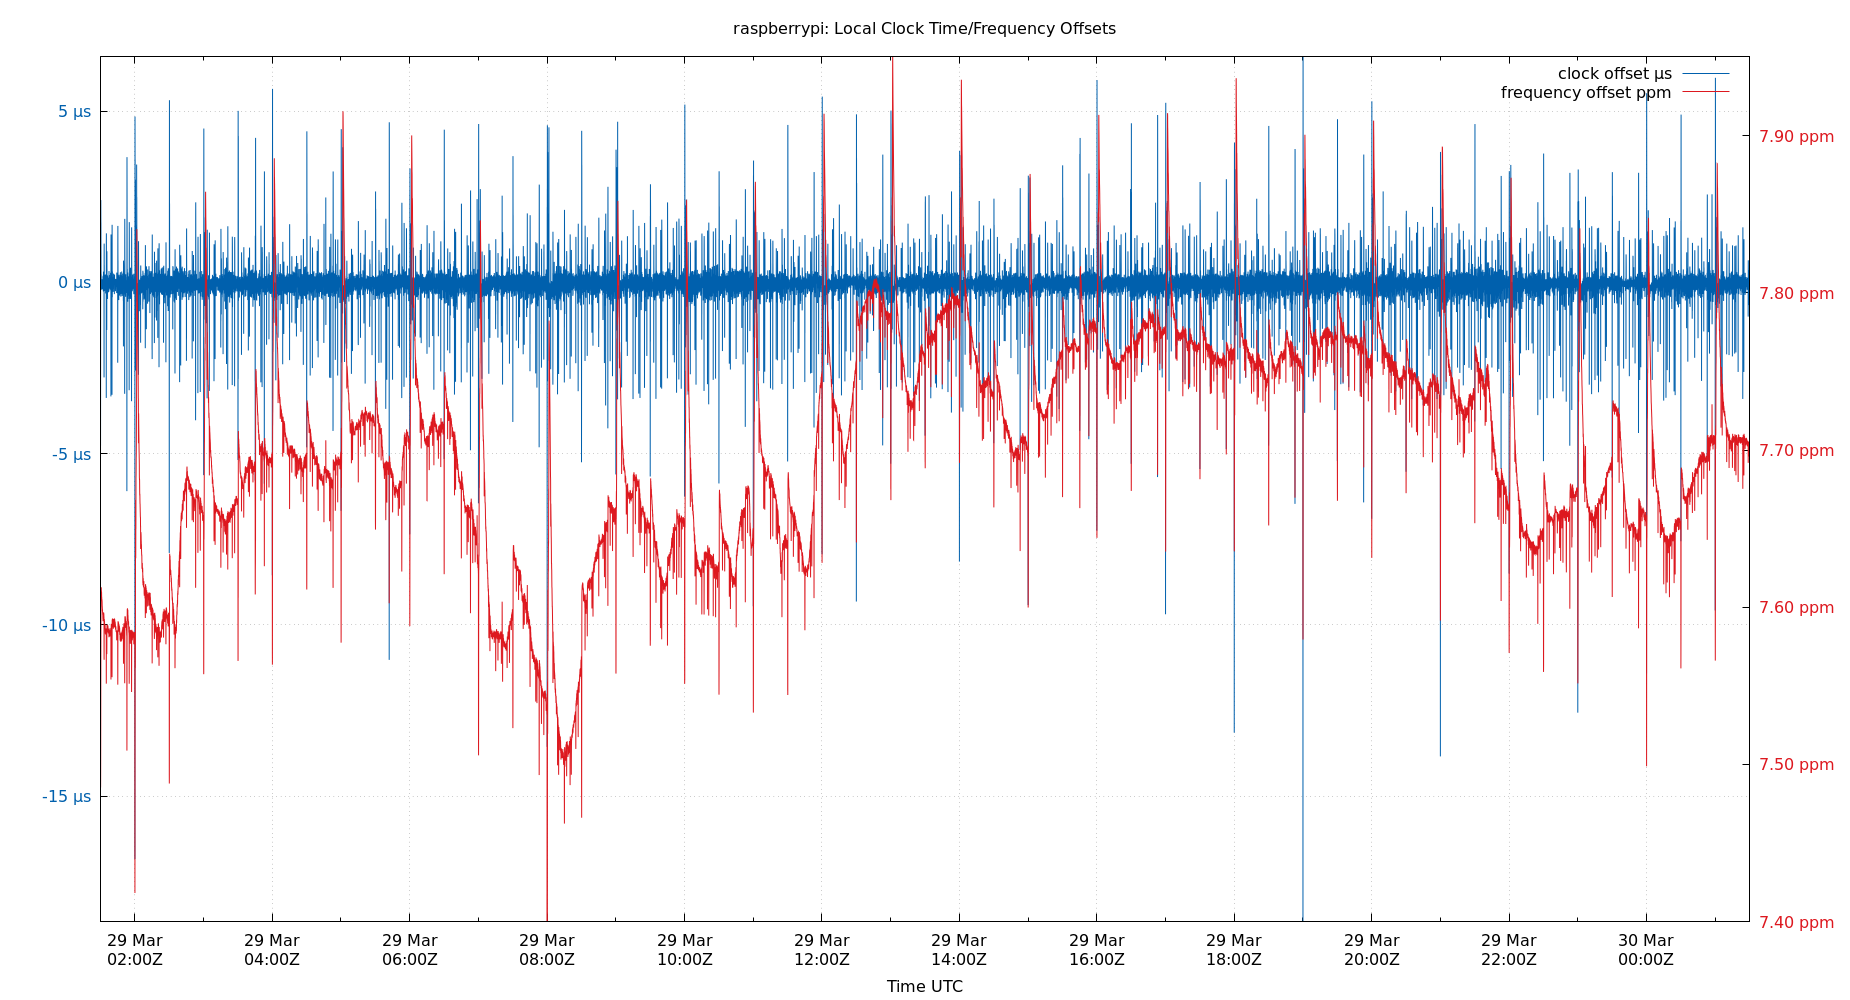 raspberrypi: Local Clock Time/Frequency Offsets
clock offset µs
frequency offset ppm
5 µs
0 µs
-5 µs
-10 µs
-15 µs
7.90 ppm
7.80 ppm
7.70 ppm
7.60 ppm
7.50 ppm
7.40 ppm
29 Mar 29 Mar 29 Mar 29 Mar 29 Mar 29 Mar 29 Mar 29 Mar 29 Mar 29 Mar 29 Mar 30 Mar
02:00Z 04:00Z 06:00Z 08:00Z 10:00Z 12:00Z 14:00Z 16:00Z 18:00Z 20:00Z 22:00Z 00:00Z
Time UTC